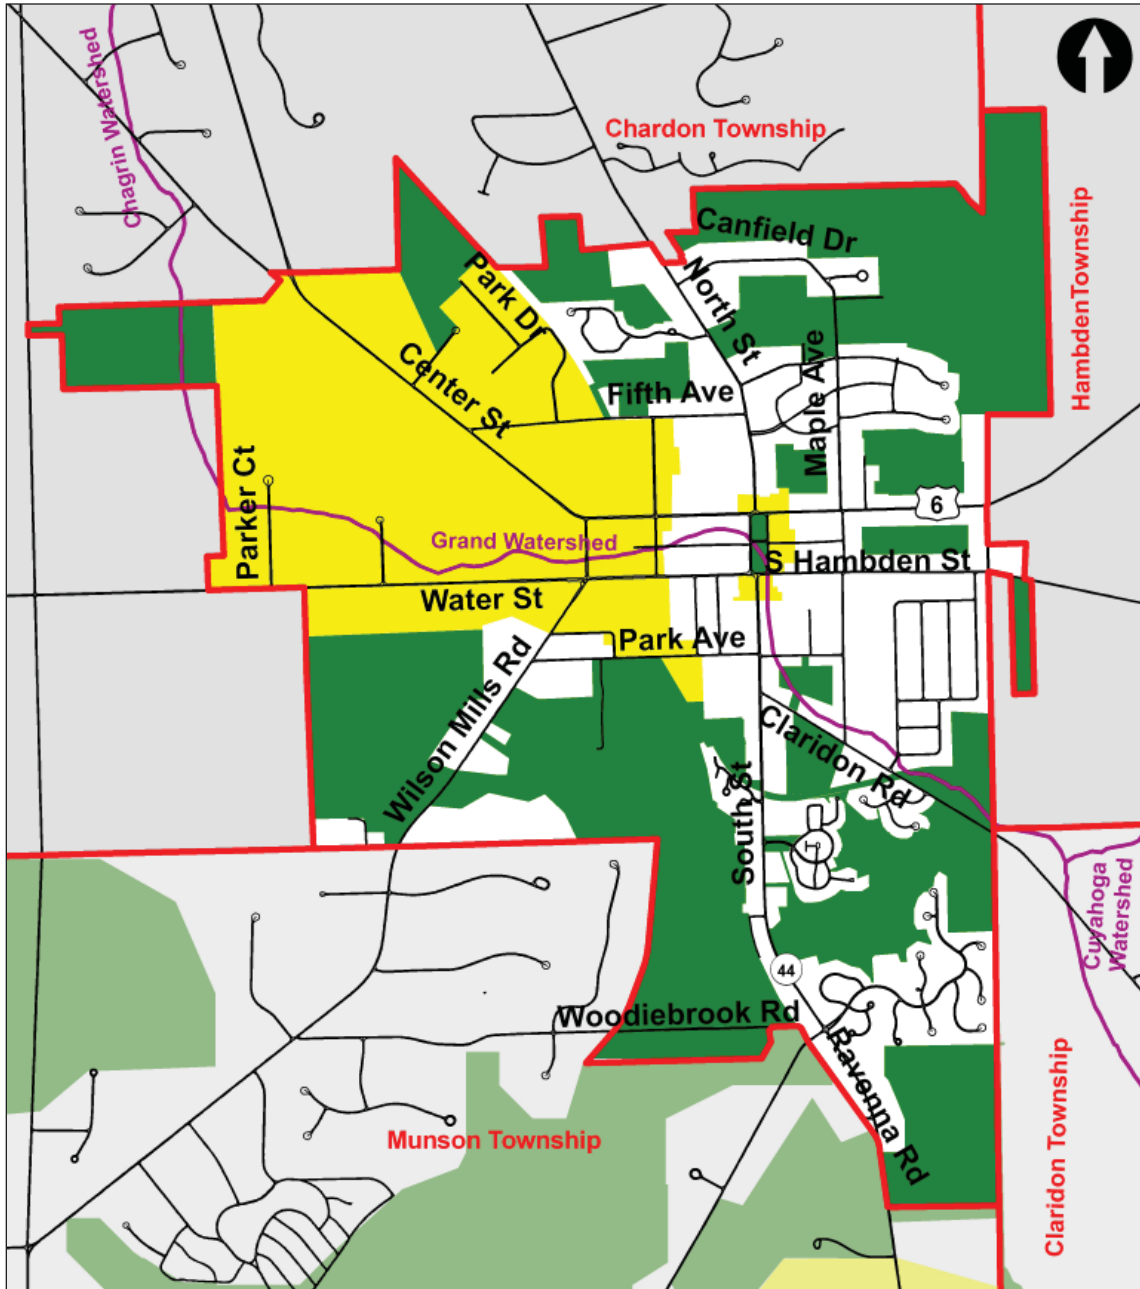 Chagrin Watershed
Chardon Township
HambdenTownship
Canfield Dr
North St
Park Dr
Center St
Fifth Ave
Maple Ave
Parker Ct
6
Grand Watershed
S Hambden St
Water St
Park Ave
Wilson Mills Rd
Claridon Rd
South St
Cuyahoga
Watershed
44
Woodiebrook Rd
Ravenna Rd
Munson Township
Claridon Township